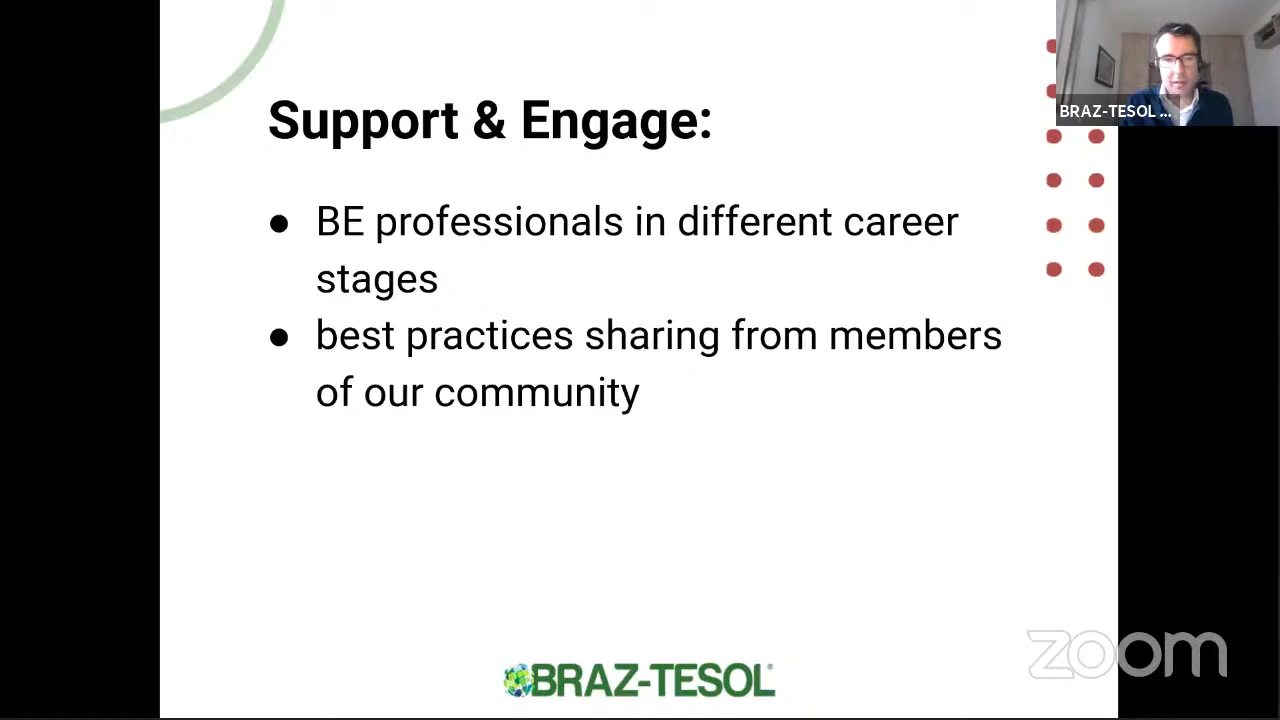 Support & Engage:
● BE professionals in different career
stages
● best practices sharing from members
of our community
BRAZ-TESOL ...
BRAZ-TESOL®
zoom